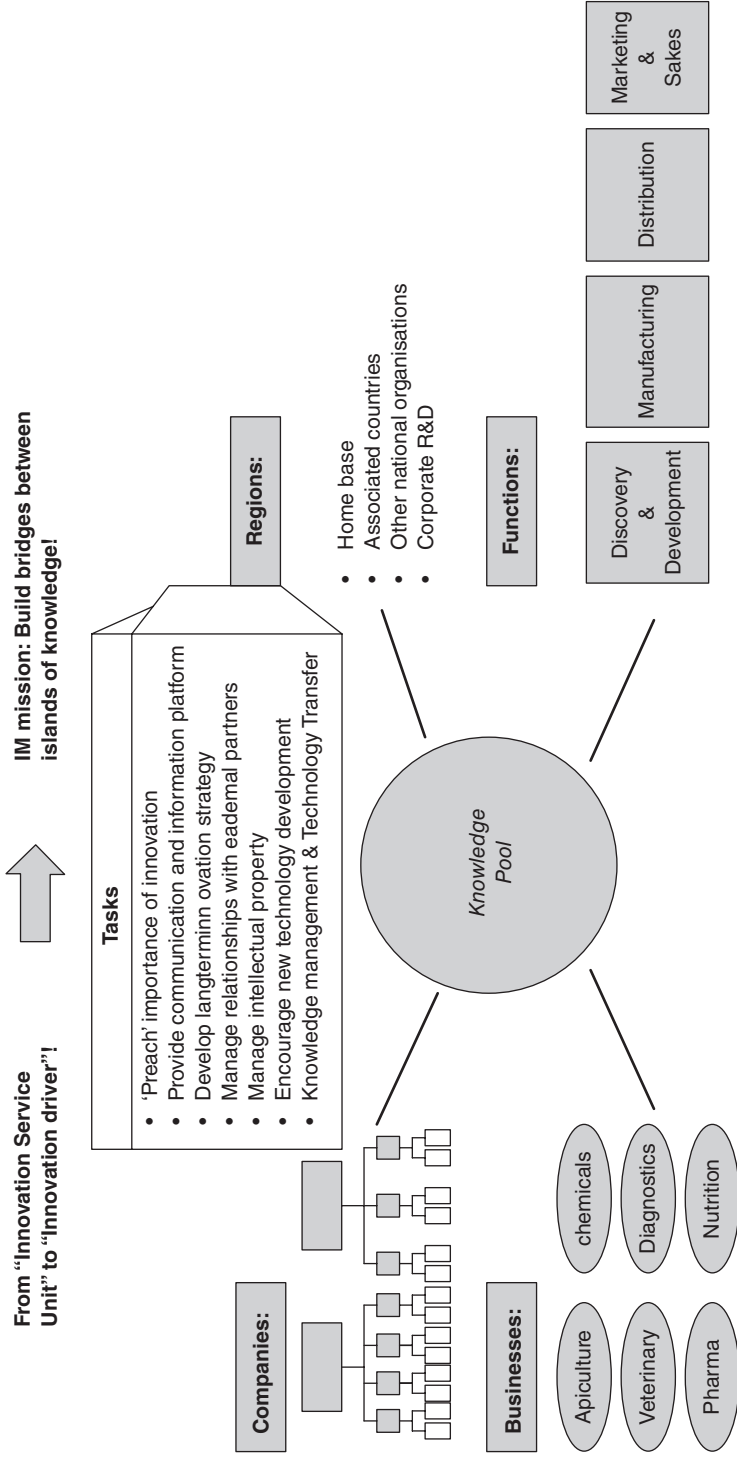 From “Innovation Service
Unit” to “Innovation driver”!
IM mission: Build bridges between
islands of knowledge!
Tasks
• ‘Preach’ importance of innovation
• Provide communication and information platform
• Develop langterminn ovation strategy
• Manage relationships with eademal partners
• Manage intellectual property
• Encourage new technology development
• Knowledge management & Technology Transfer
Companies:
Regions:
• Home base
• Associated countries
• Other national organisations
• Corporate R&D
Knowledge
Pool
Businesses:
Apiculture
chemicals
Veterinary
Diagnostics
Pharma
Nutrition
Functions:
Discovery
&
Development
Manufacturing
Distribution
Marketing
&
Sakes